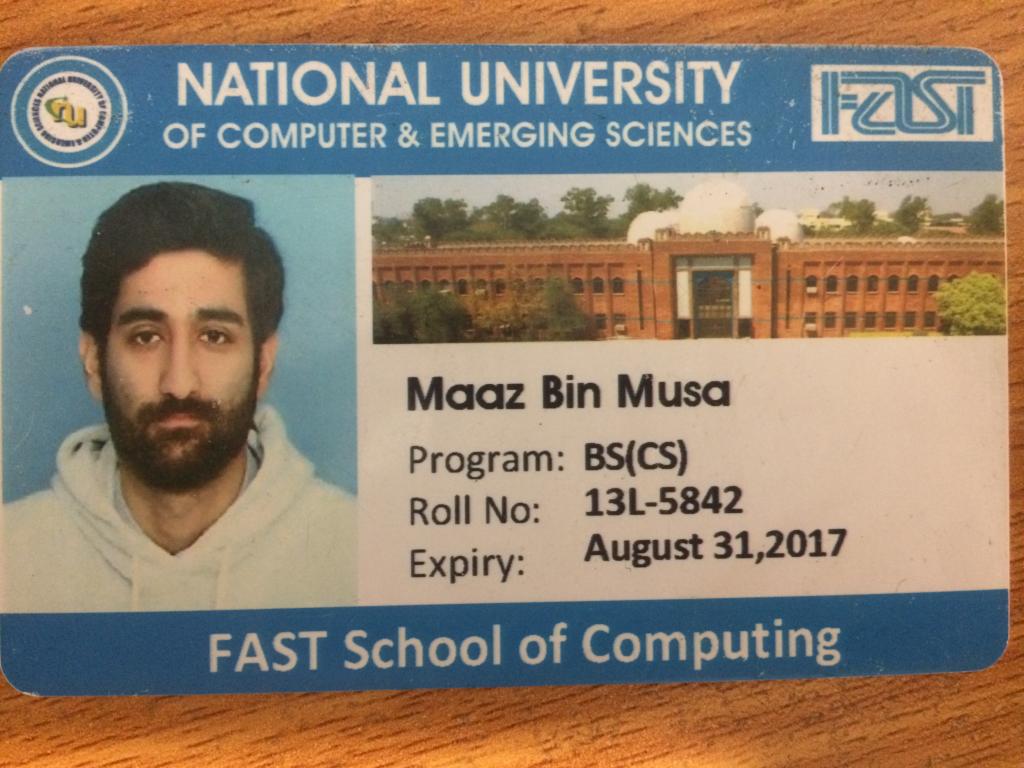 NATIONAL UNIVERSITY
OF COMPUTER & EMERGING SCIENCES
FAST
Maaz Bin Musa
Program: BS(CS)
Roll No: 13L-5842
Expiry: August 31,2017
FAST School of Computing